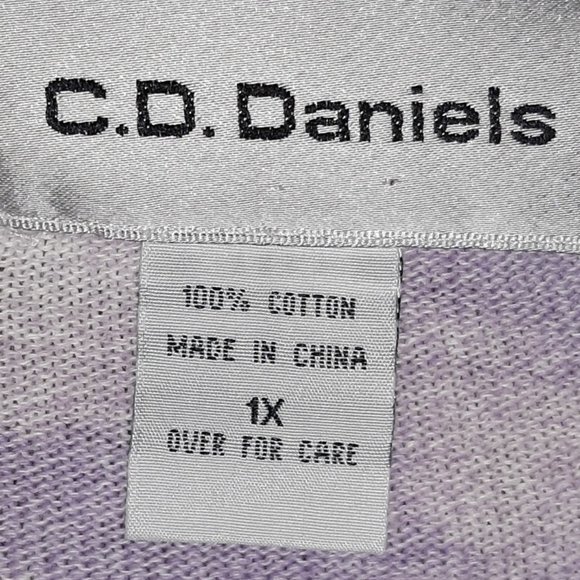 C.D. Daniels
100% COTTON
MADE IN CHINA
1X
OVER FOR CARE